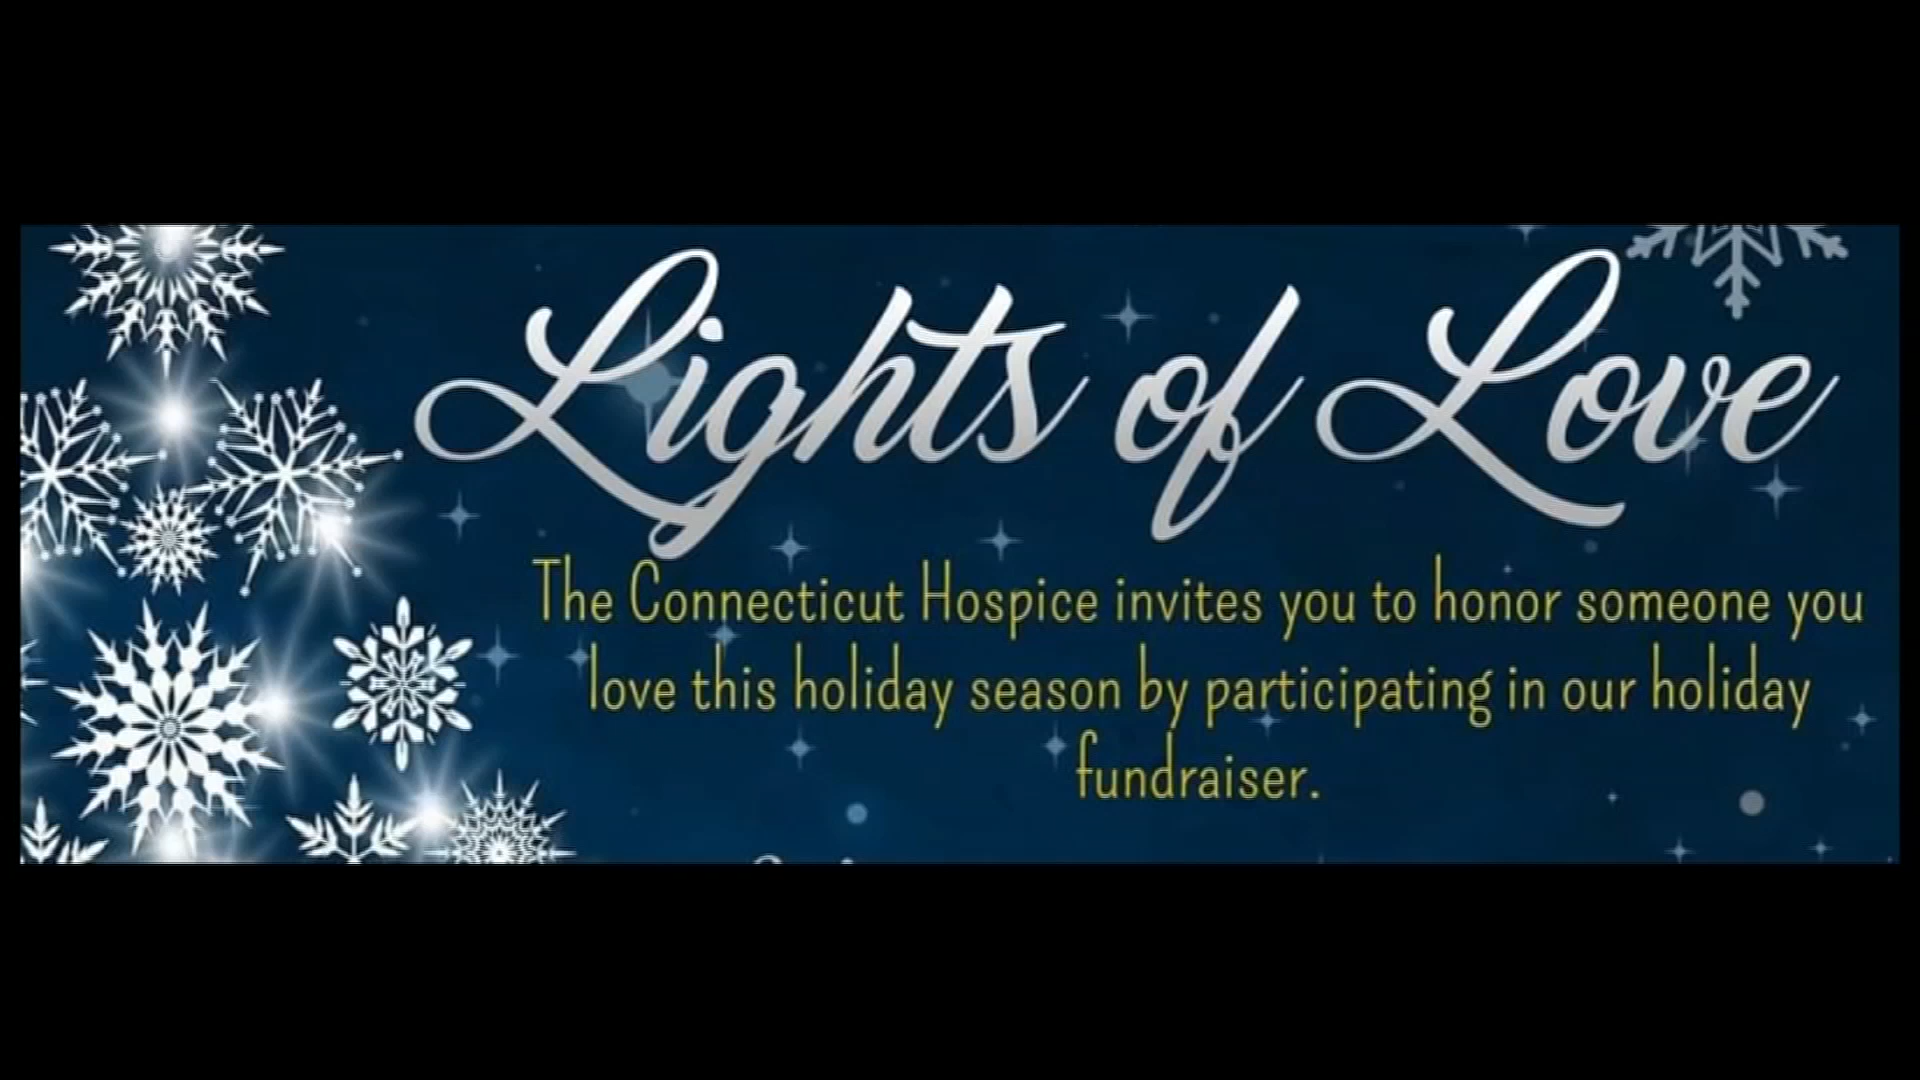 Lights of Love
The Connecticut Hospice invites you to honor someone you
love this holiday season by participating in our holiday
fundraiser.